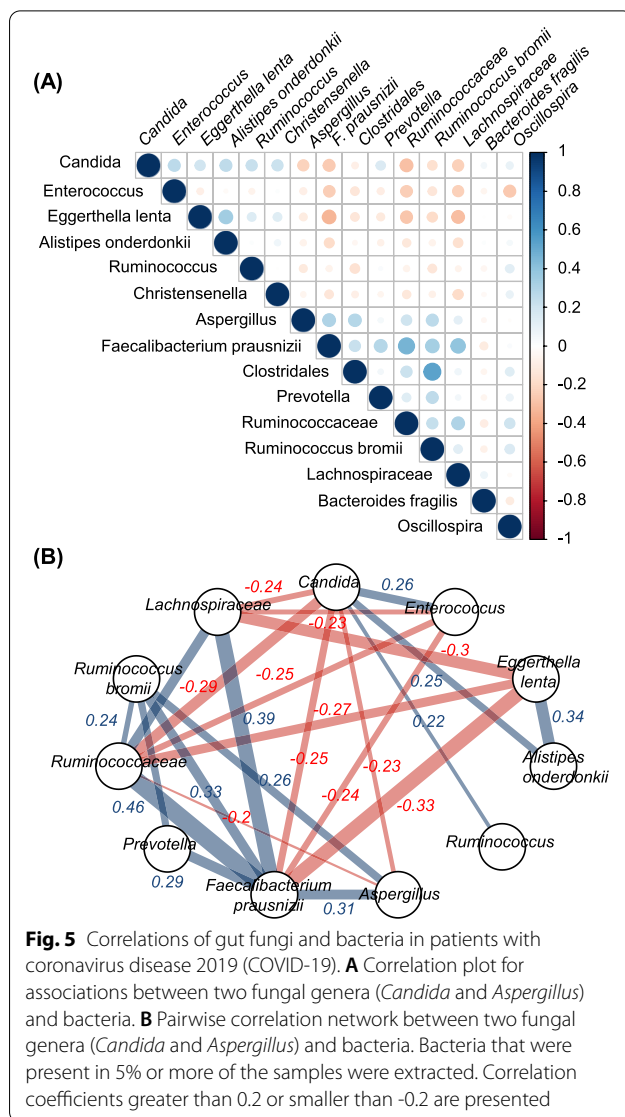 (A)
Candida
Enterococcus
Eggerthella lenta
Alistipes onderdonkii
Ruminococcus
Christensenella
Aspergillus
F. prausnizii
Clostridales
Prevotella
Ruminococcaceae
Ruminococcus bromii
Lachnospiraceae
Bacteroides fragilis
Oscillospira
Candida
Enterococcus
Eggerthella lenta
Alistipes onderdonkii
Ruminococcus
Christensenella
Aspergillus
Faecalibacterium prausnizii
Clostridales
Prevotella
Ruminococcaceae
Ruminococcus bromii
Lachnospiraceae
Bacteroides fragilis
Oscillospira
1
0.8
0.6
0.4
0.2
0
-0.2
-0.4
-0.6
-0.8
-1
(B)
Candida
Lachnospiraceae
Enterococcus
Ruminococcus
bromii
Eggerthella
lenta
Ruminococcaceae
Alistipes
onderdonkii
Prevotella
Ruminococcus
Faecalibacterium
prausnizii
Aspergillus
-0.24
0.26
-0.23
-0.3
-0.29
-0.25
0.25
0.24
0.39
-0.27
0.22
0.34
0.46
0.33
0.26
-0.25
-0.23
-0.2
-0.24
-0.33
0.29
0.31
Fig. 5 Correlations of gut fungi and bacteria in patients with
coronavirus disease 2019 (COVID-19). A Correlation plot for
associations between two fungal genera (Candida and Aspergillus)
and bacteria. B Pairwise correlation network between two fungal
genera (Candida and Aspergillus) and bacteria. Bacteria that were
present in 5% or more of the samples were extracted. Correlation
coefficients greater than 0.2 or smaller than -0.2 are presented